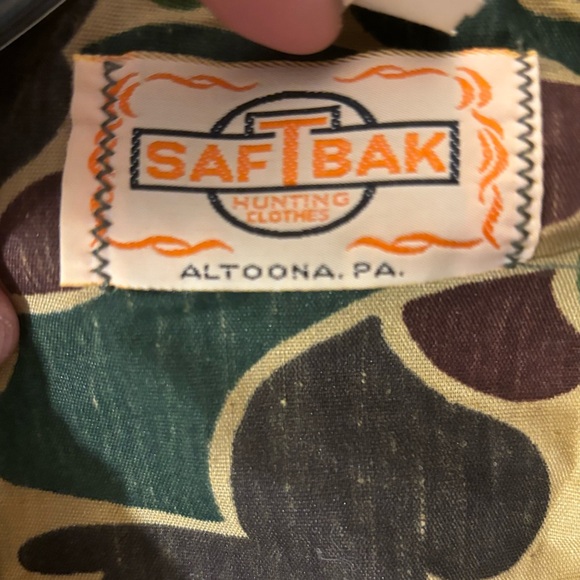 SAFTBAK
HUNTING
CLOTHES
ALTOONA, PA.